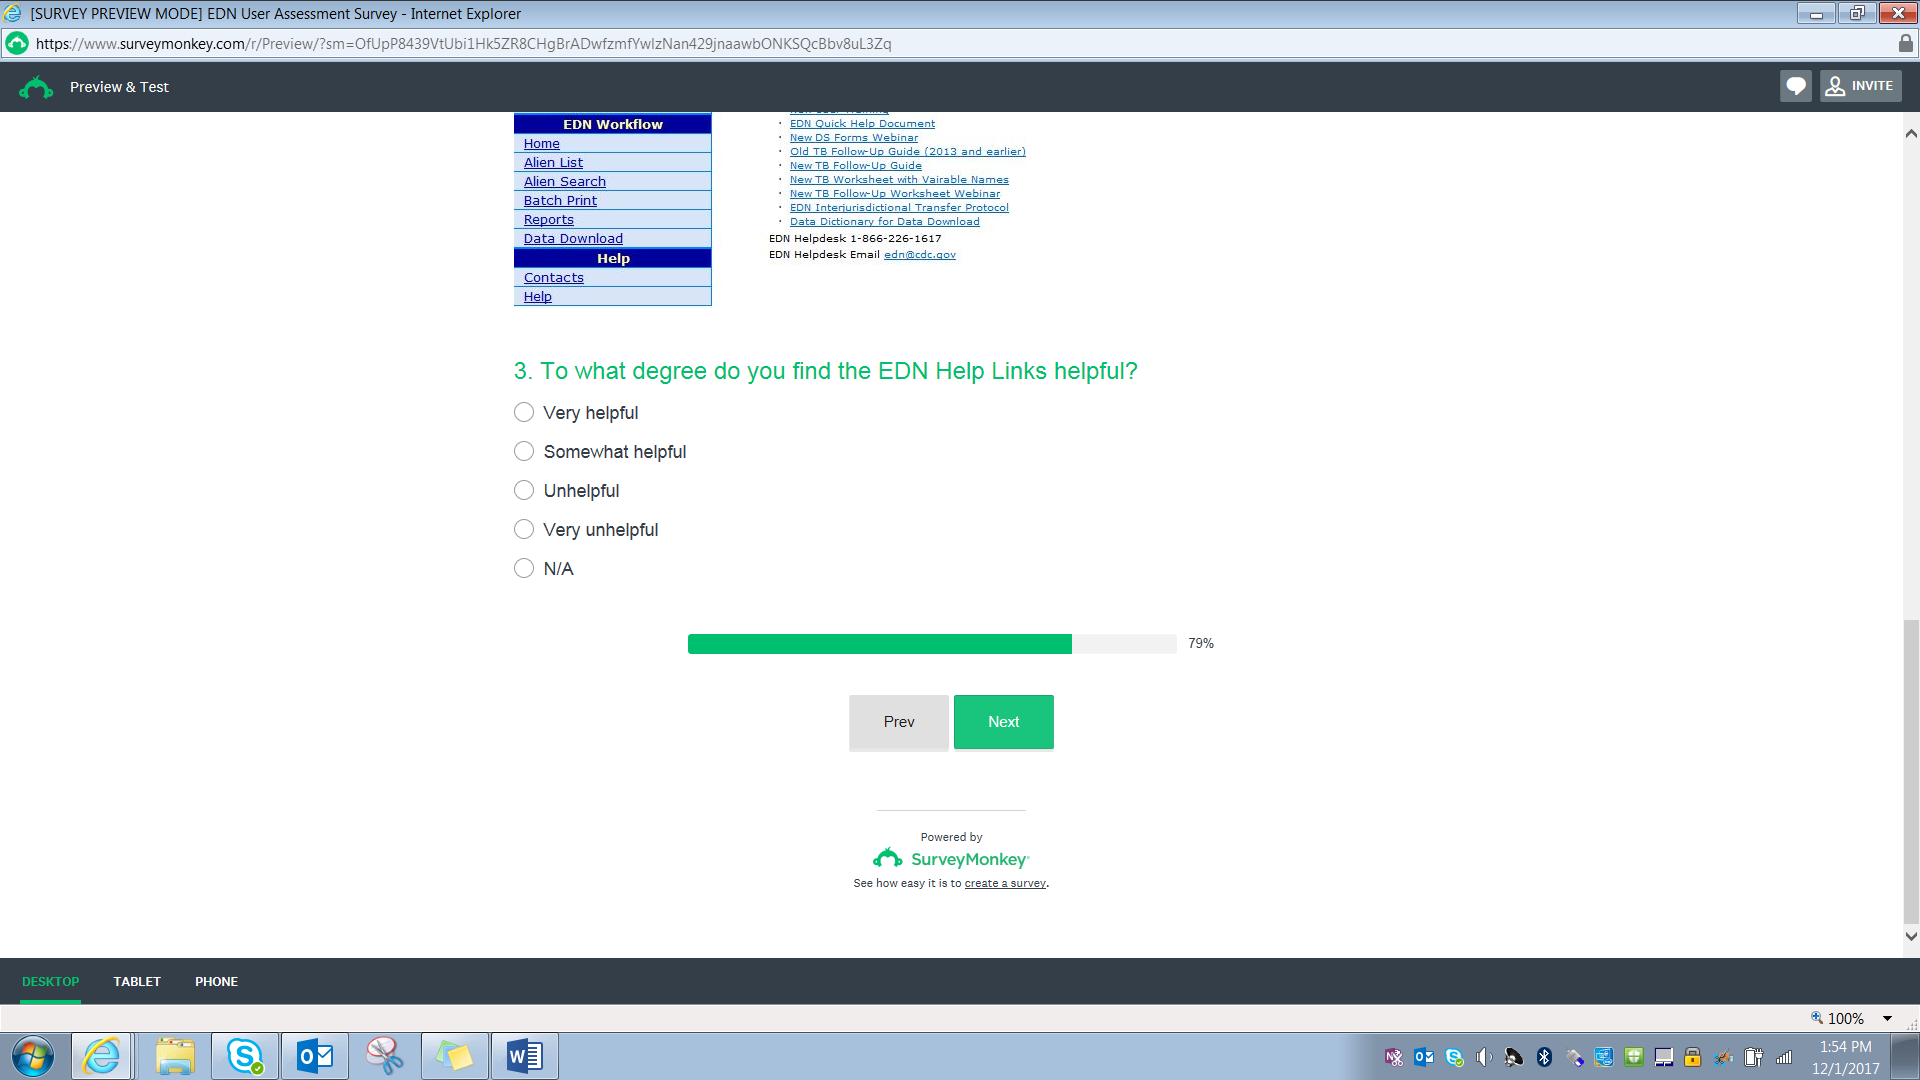 [SURVEY PREVIEW MODE] EDN User Assessment Survey - Internet Explorer
https://www.surveymonkey.com/r/Preview/?sm=OfUpP8439VtUbi1Hk5ZR8CHgBrADwfzmfYwlzNan429jnaawbONKSQcBbv8uL3Zq
Preview & Test
INVITE
EDN Workflow
Home
Alien List
Alien Search
Batch Print
Reports
Data Download
Help
Contacts
Help
EDN Quick Help Document
New DS Forms Webinar
Old TB Follow-Up Guide (2013 and earlier)
New TB Follow-Up Guide
New TB Worksheet with Vairable Names
New TB Follow-Up Worksheet Webinar
EDN Interjurisdictional Transfer Protocol
Data Dictionary for Data Download
EDN Helpdesk 1-866-226-1617
EDN Helpdesk Email edn@cdc.gov
3. To what degree do you find the EDN Help Links helpful?
Very helpful
Somewhat helpful
Unhelpful
Very unhelpful
N/A
79%
Prev
Next
Powered by
SurveyMonkey
See how easy it is to create a survey.
DESKTOP
TABLET
PHONE
100%
1:54 PM
12/1/2017